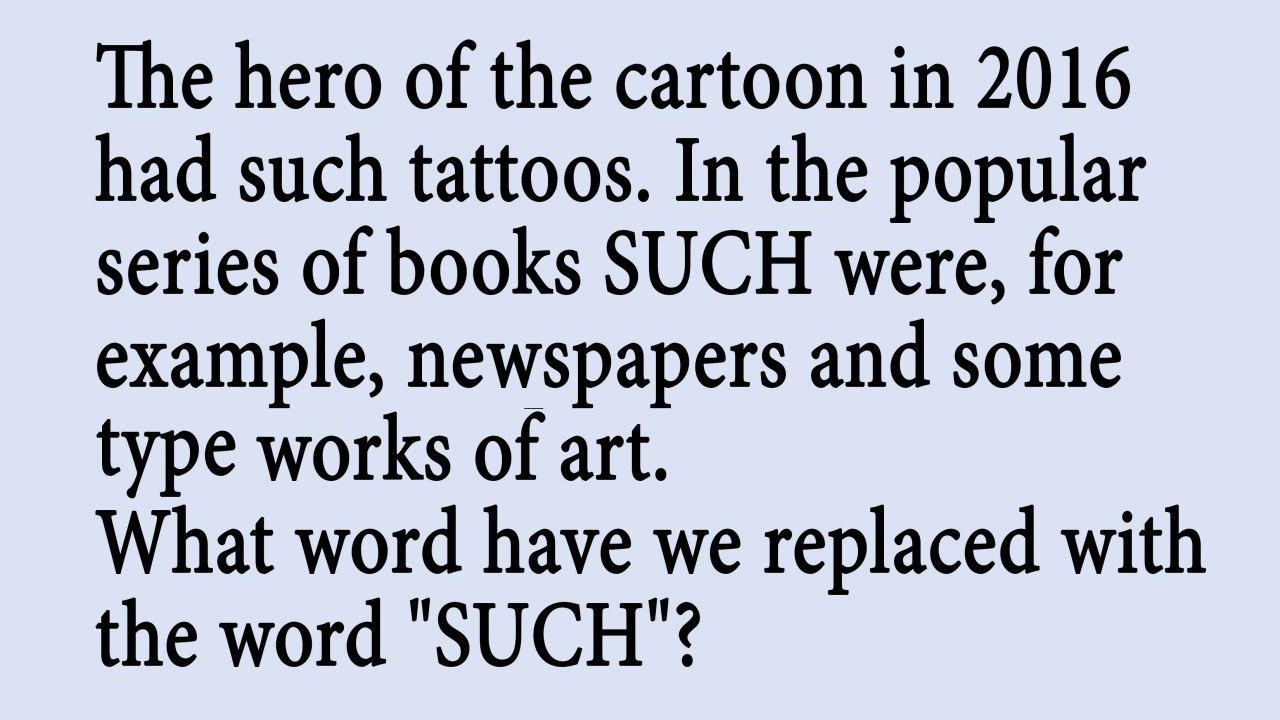 The hero of the cartoon in 2016
had such tattoos. In the popular
series of books SUCH were, for
example, newspapers and some
type works of art.
What word have we replaced with
the word "SUCH"?